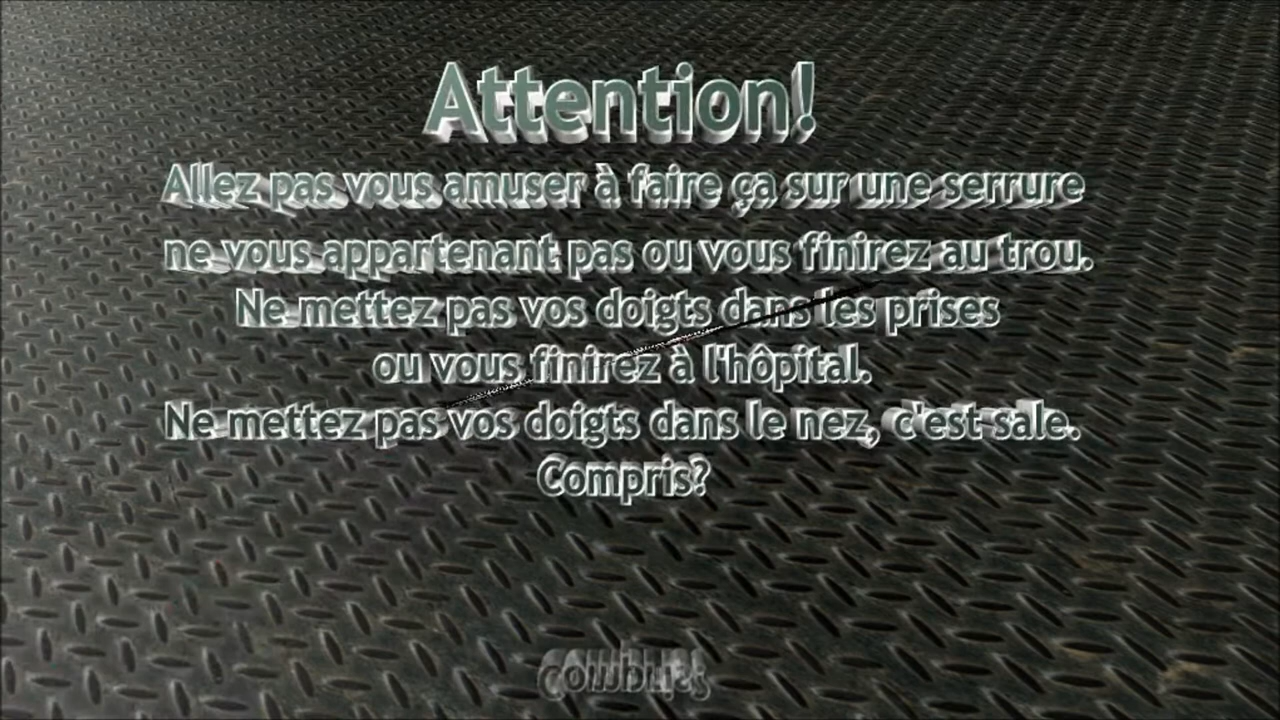 Attention!
Allez pas vous amuser à faire ça sur une serrure
ne vous appartenant pas ou vous finirez au trou.
Ne mettez pas vos doigts dans les prises
ou vous finirez à l'hôpital.
Ne mettez pas vos doigts dans le nez, c'est sale.
Compris?